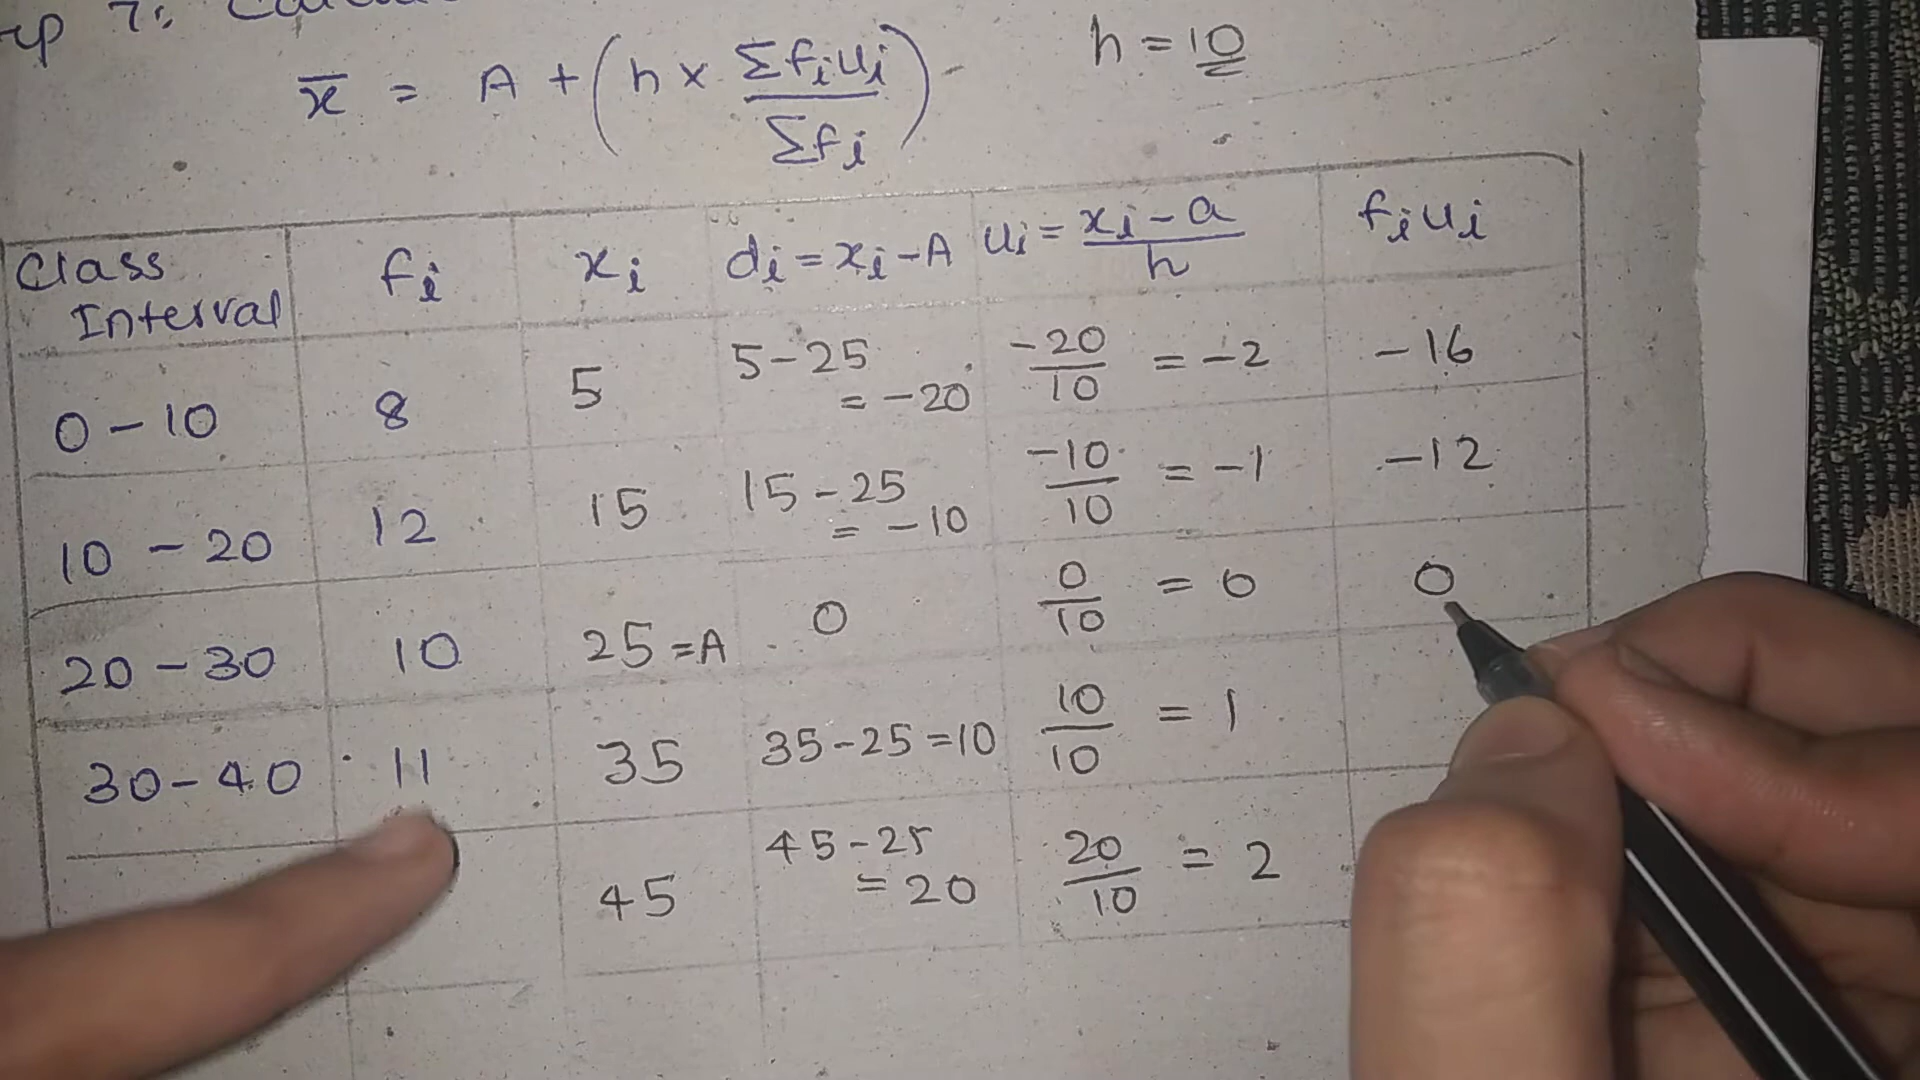 x̄ = A + (h × Σfiui / Σfi)
h = 10
Class Interval fi xi di = xi - A ui = xi - a / h fiui
0 - 10 8 5 5 - 25 = -20 -20/10 = -2 -16
10 - 20 12 15 15 - 25 = -10 -10/10 = -1 -12
20 - 30 10 25 = A 0 0/10 = 0 0
30 - 40 11 35 35 - 25 = 10 10/10 = 1
45 45 - 25 = 20 20/10 = 2